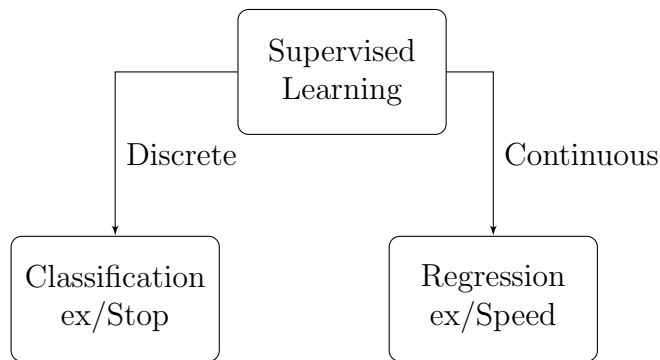 Supervised
Learning
Discrete
Continuous
Classification
ex/Stop
Regression
ex/Speed